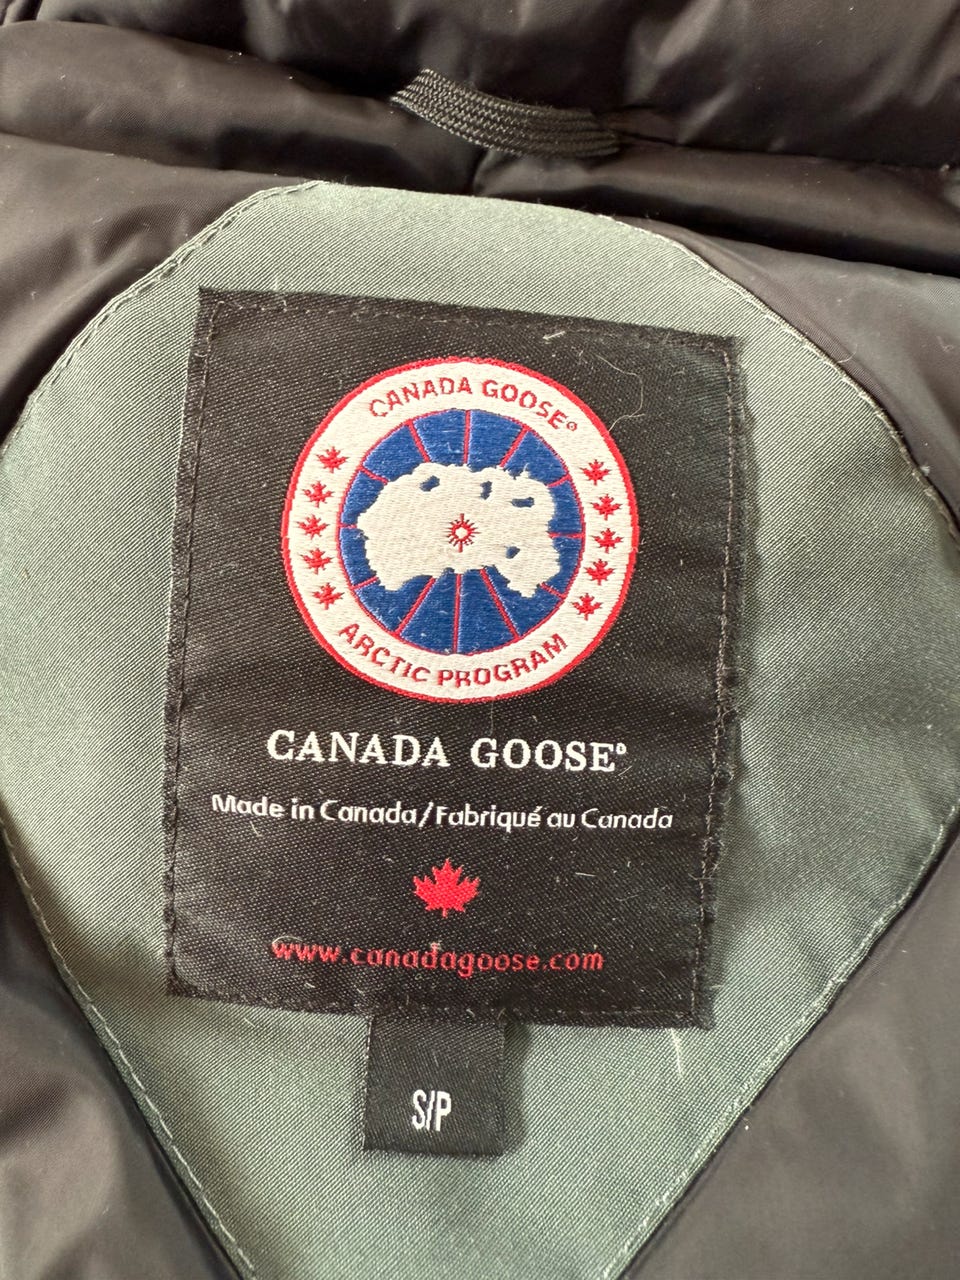 CANADA GOOSE®
ARCTIC PROGRAM
CANADA GOOSE®
Made in Canada/Fabriqué au Canada
www.canadagoose.com
S/P